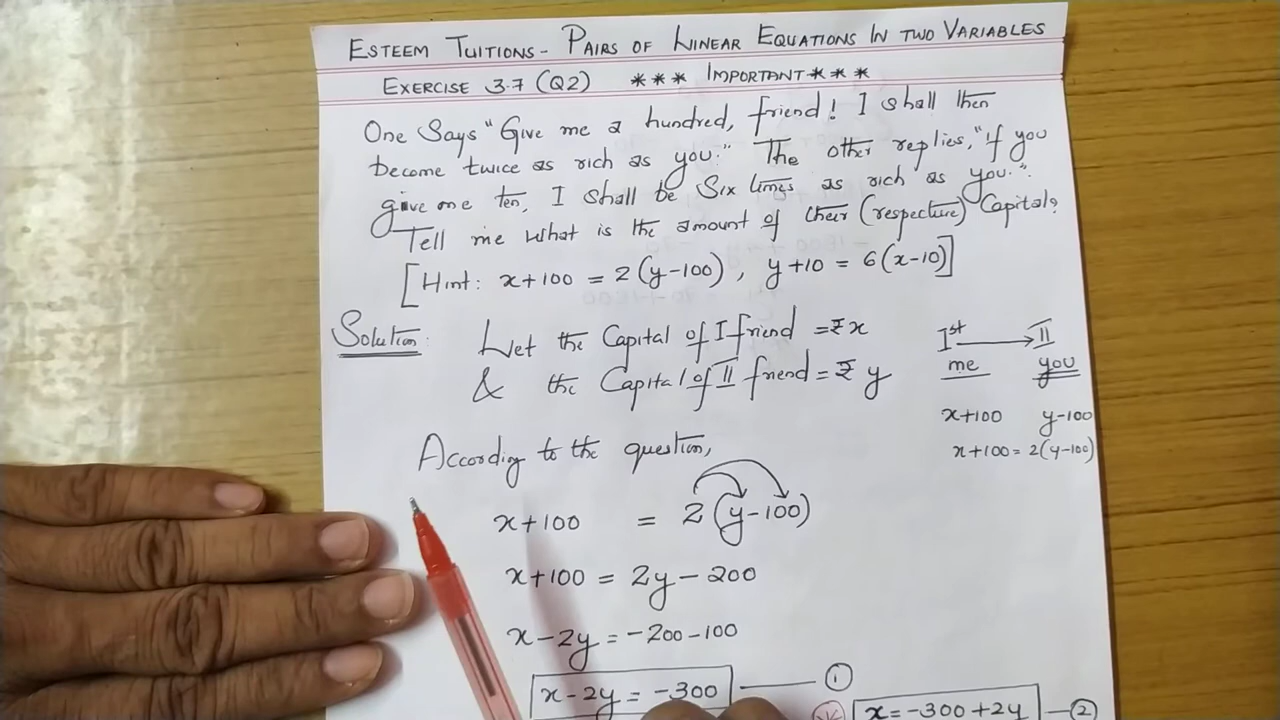 ESTEEM TUITIONS - PAIRS OF LINEAR EQUATIONS IN TWO VARIABLES
EXERCISE 3.7 (Q2) *** IMPORTANT ***
One Says "Give me a hundred, friend! I shall then
become twice as rich as you." The other replies, "if you
give me ten, I shall be Six times as rich as you."
Tell me what is the amount of their (respective) Capital?
[Hint: x+100 = 2(y-100), y+10 = 6(x-10)]
Solution: Let the Capital of I friend = ₹ x
& the Capital of II friend = ₹ y
Ist → II
me you
x+100 y-100
x+100 = 2(y-100)
According to the question,
x+100 = 2(y-100)
x+100 = 2y-200
x-2y = -200-100
x-2y = -300 — ①
x = -300+2y — ②